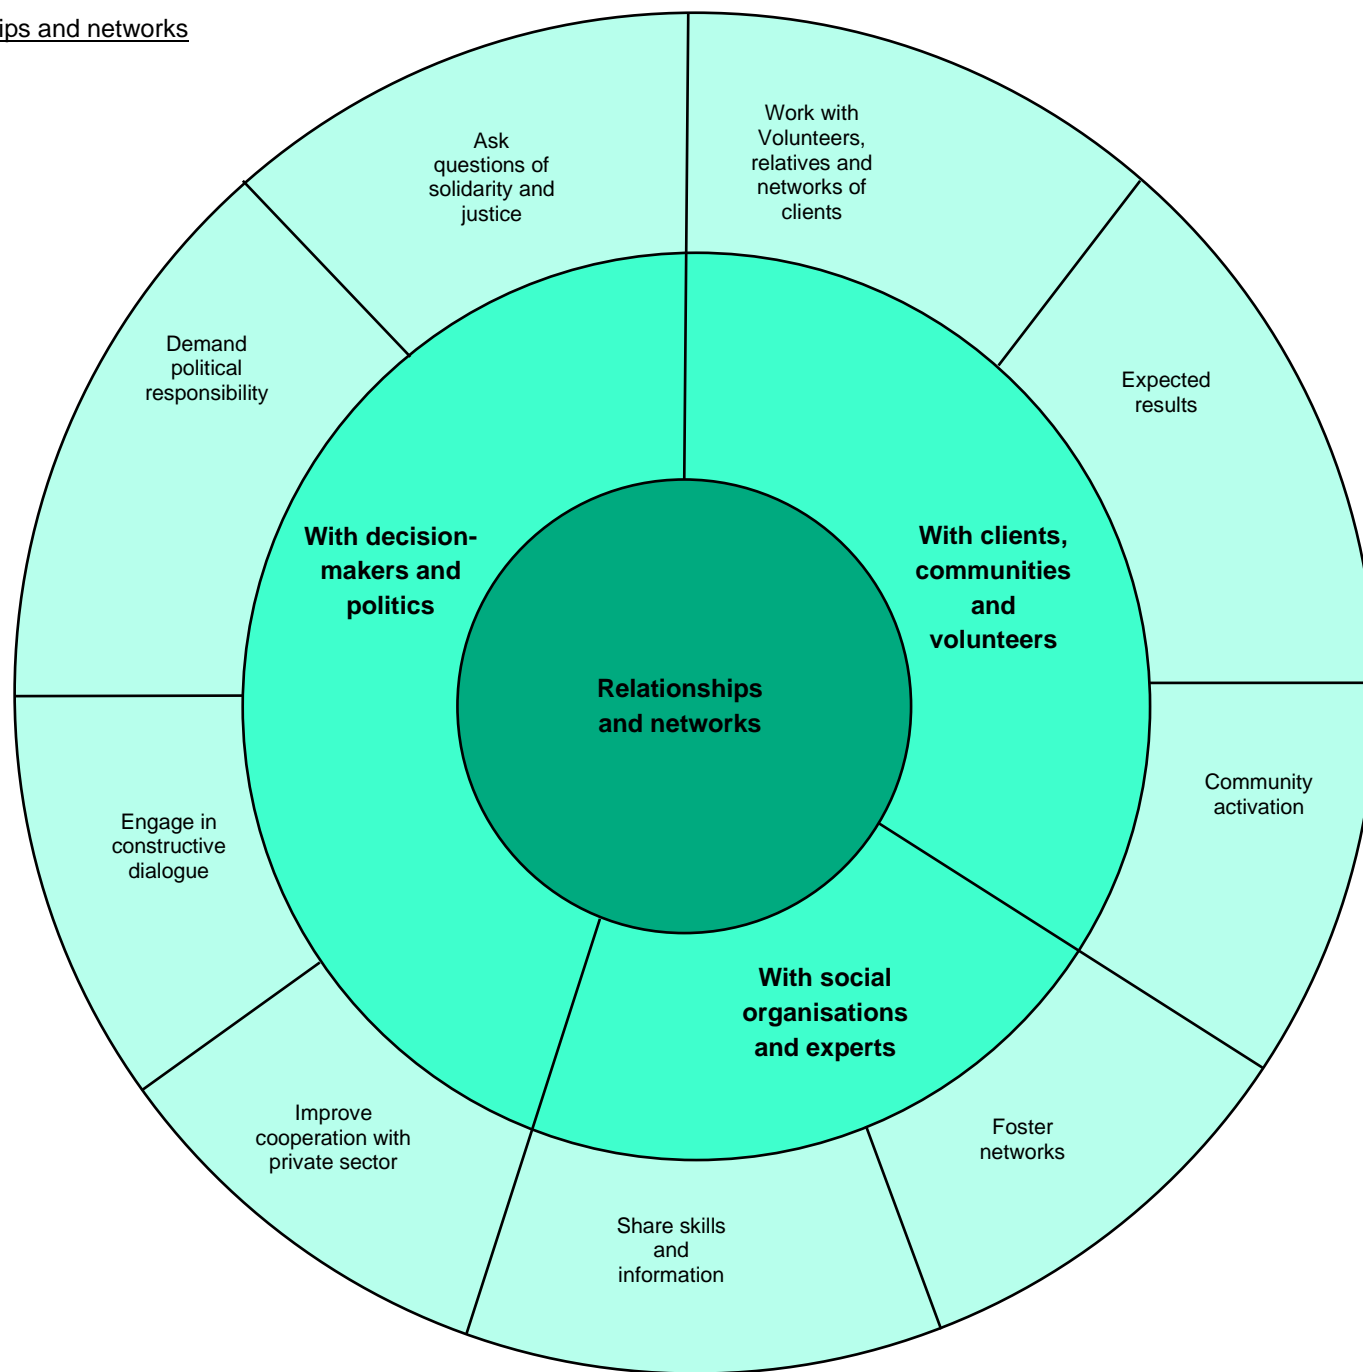 ips and networks
Ask
questions of
solidarity and
justice
Work with
Volunteers,
relatives and
networks of
clients
Demand
political
responsibility
Expected
results
With decision-
makers and
politics
With clients,
communities
and
volunteers
Relationships
and networks
Engage in
constructive
dialogue
Community
activation
With social
organisations
and experts
Improve
cooperation with
private sector
Foster
networks
Share skills
and
information